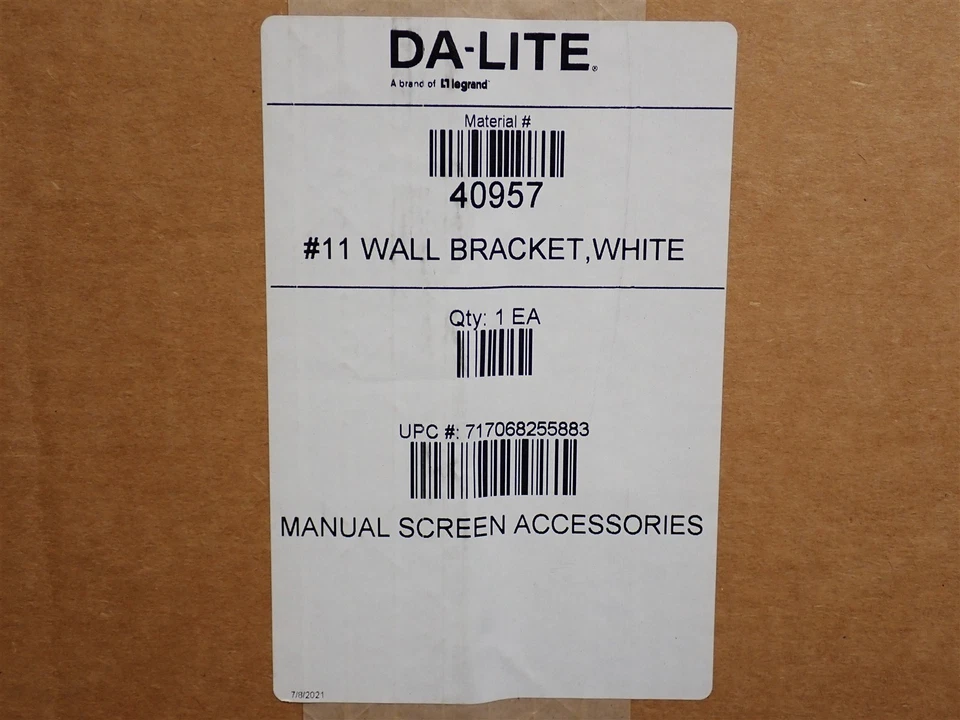 DA-LITE®
A brand of legrand®
Material #
40957
#11 WALL BRACKET,WHITE
Qty: 1 EA
UPC #: 717068255883
MANUAL SCREEN ACCESSORIES
7/8/2021